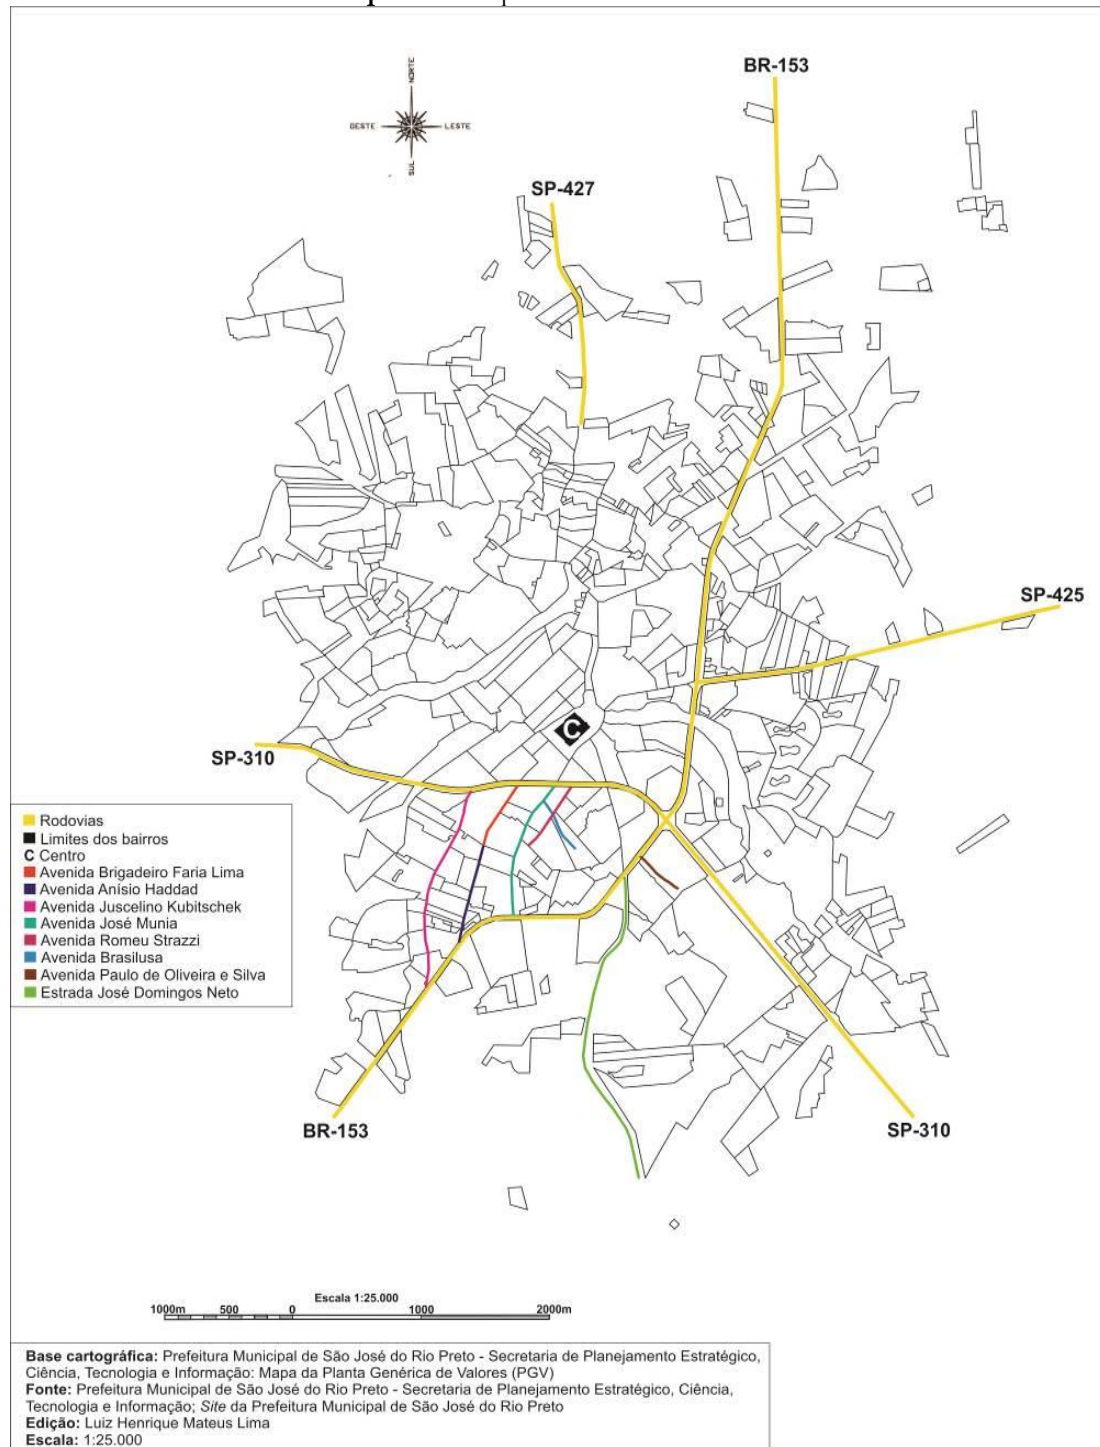 BR-153
NORTE
OESTE
LESTE
SUL
SP-427
SP-425
C
SP-310
Rodovias
Limites dos bairros
C Centro
Avenida Brigadeiro Faria Lima
Avenida Anísio Haddad
Avenida Juscelino Kubitschek
Avenida José Munia
Avenida Romeu Strazzi
Avenida Brasilusa
Avenida Paulo de Oliveira e Silva
Estrada José Domingos Neto
BR-153
SP-310
Escala 1:25.000
1000m 500 0 1000 2000m
Base cartográfica: Prefeitura Municipal de São José do Rio Preto - Secretaria de Planejamento Estratégico,
Ciência, Tecnologia e Informação: Mapa da Planta Genérica de Valores (PGV)
Fonte: Prefeitura Municipal de São José do Rio Preto - Secretaria de Planejamento Estratégico, Ciência,
Tecnologia e Informação; Site da Prefeitura Municipal de São José do Rio Preto
Edição: Luiz Henrique Mateus Lima
Escala: 1:25.000